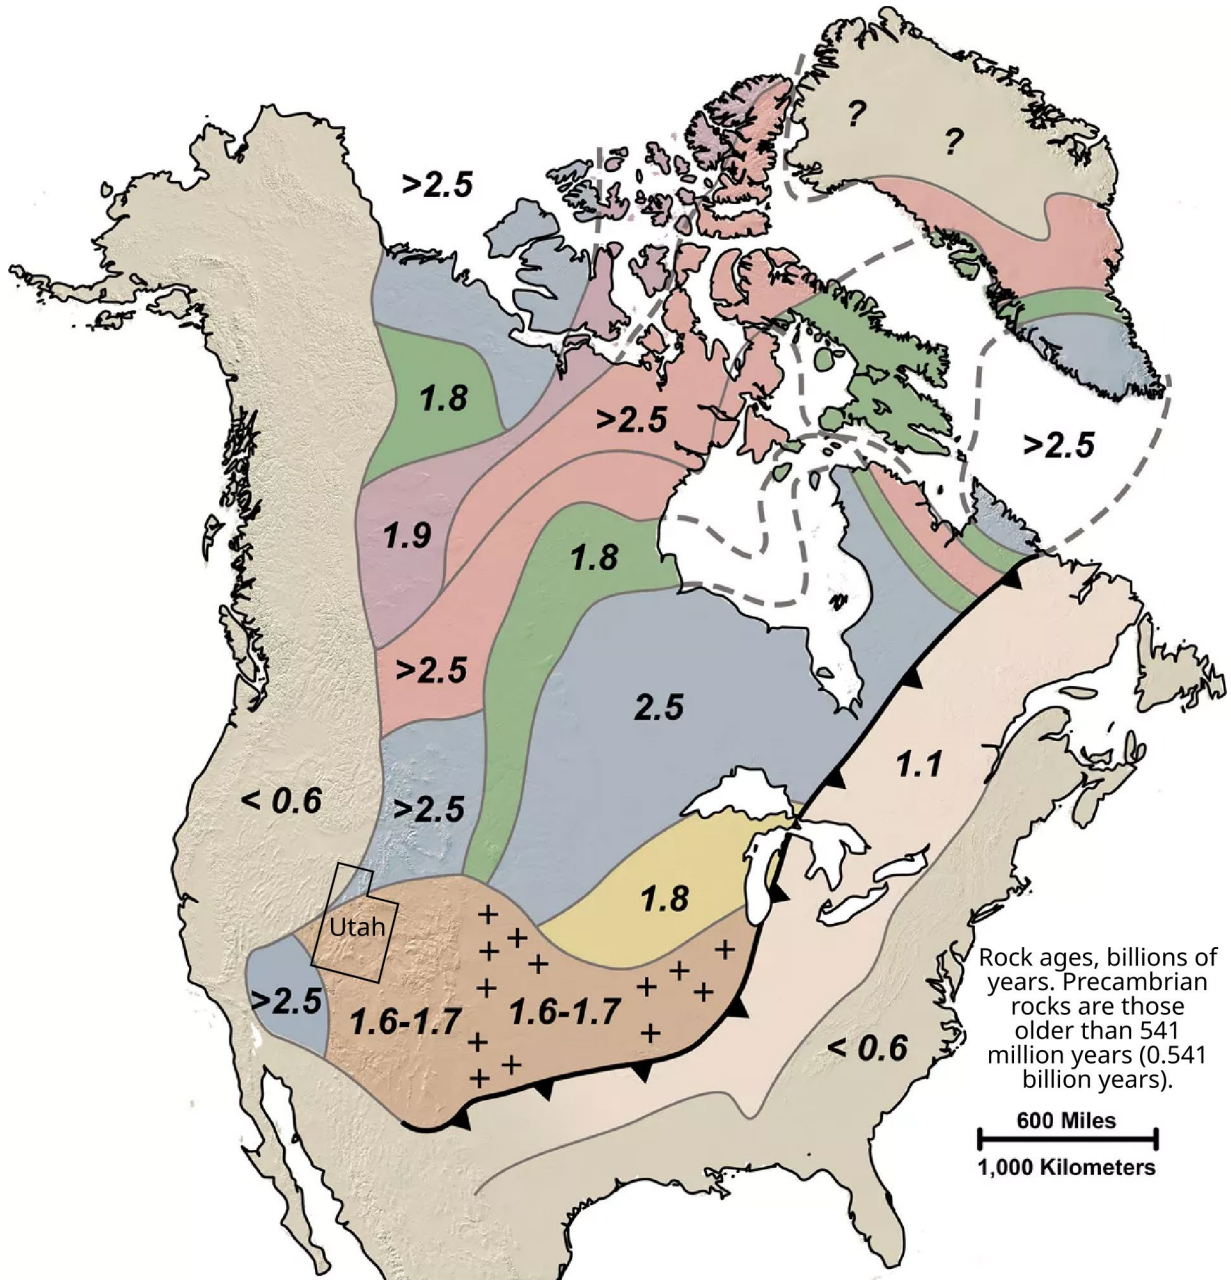 ?
?
>2.5
1.8
>2.5
>2.5
1.9
1.8
>2.5
2.5
1.1
< 0.6
>2.5
1.8
Utah
>2.5
1.6-1.7
1.6-1.7
< 0.6
Rock ages, billions of
years. Precambrian
rocks are those
older than 541
million years (0.541
billion years).
600 Miles
1,000 Kilometers